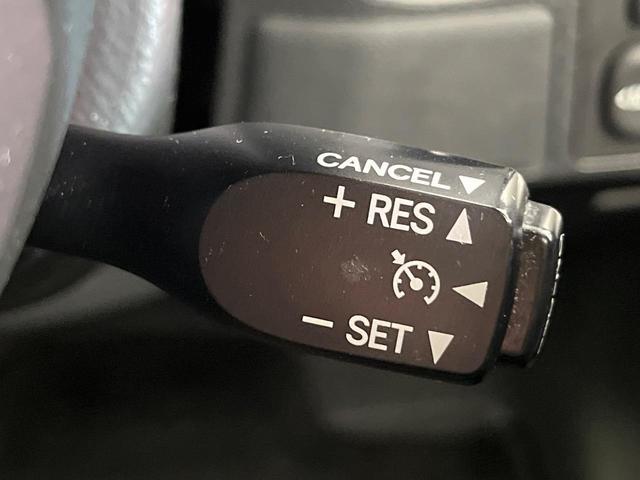 CANCEL ▼
+ RES ▲
◀
− SET ▼